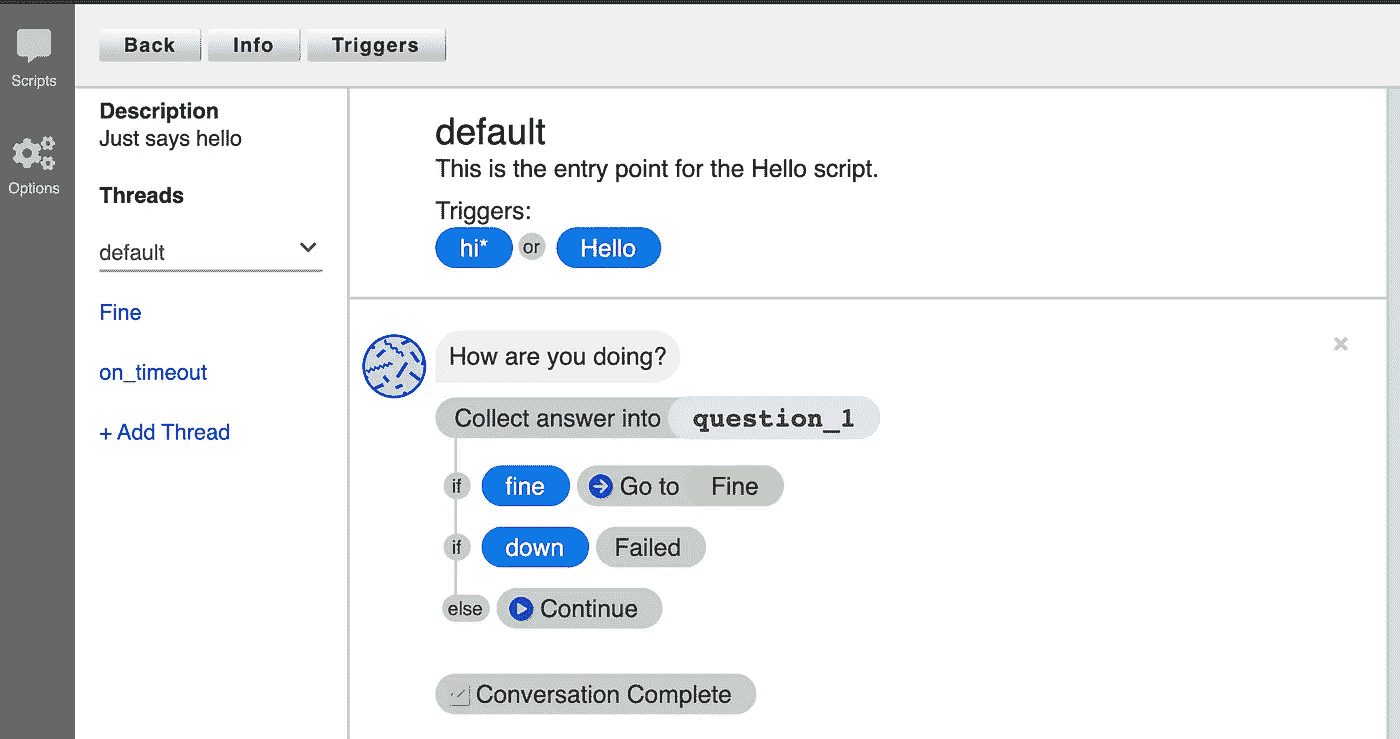 Back Info Triggers
Scripts
Options
Description
Just says hello
Threads
default
Fine
on_timeout
+ Add Thread
default
This is the entry point for the Hello script.
Triggers:
hi* or Hello
How are you doing?
Collect answer into question_1
if fine Go to Fine
if down Failed
else Continue
Conversation Complete